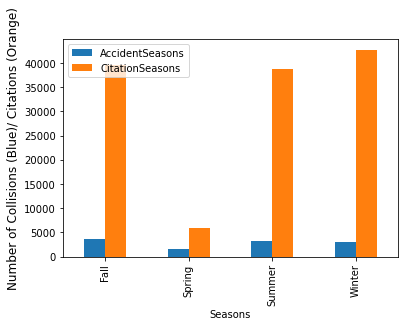 AccidentSeasons
CitationSeasons
Number of Collisions (Blue)/ Citations (Orange)
40000
35000
30000
25000
20000
15000
10000
5000
0
Fall
Spring
Summer
Winter
Seasons